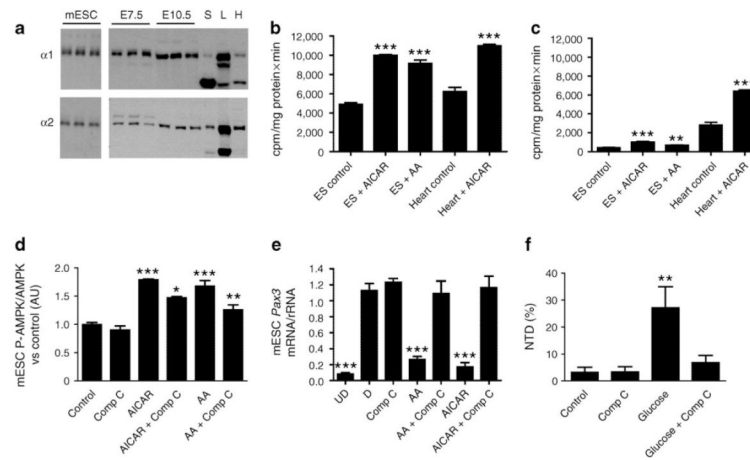 a
mESC E7.5 E10.5 S L H
α1
α2
b
cpm/mg protein×min
12,000
10,000
8,000
6,000
4,000
2,000
0
*** *** ***
ES control
ES + AICAR
ES + AA
Heart control
Heart + AICAR
c
cpm/mg protein×min
12,000
10,000
8,000
6,000
4,000
2,000
0
*** ** ***
ES control
ES + AICAR
ES + AA
Heart control
Heart + AICAR
d
mESC P-AMPK/AMPK
vs control (AU)
2.0
1.5
1.0
0.5
0.0
*** * *** **
Control
Comp C
AICAR
AICAR + Comp C
AA
AA + Comp C
e
mESC Pax3
mRNA/rRNA
1.4
1.2
1.0
0.8
0.6
0.4
0.2
0.0
*** *** ***
UD
D
Comp C
AA
AA + Comp C
AICAR
AICAR + Comp C
f
NTD (%)
40
30
20
10
0
**
Control
Comp C
Glucose
Glucose + Comp C